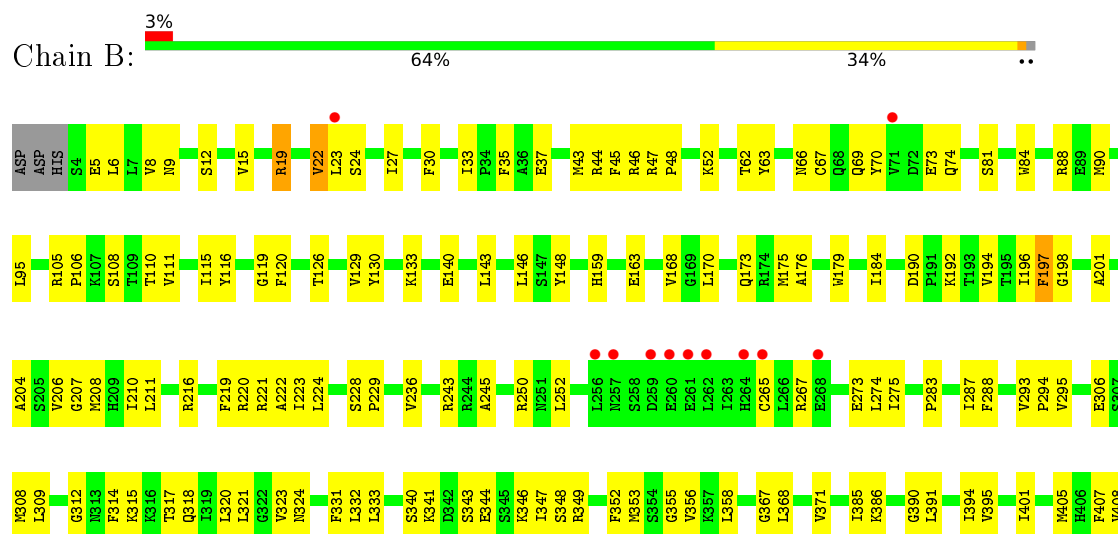 3%
Chain B:
64% 34% ••
ASP ASP HIS S4 E5 L6 L7 V8 N9 S12 V15 R19 V22 L23 S24 I27 F30 I33 P34 F35 A36 E37 M43 R44 F45 R46 R47 P48 K52 T62 Y63 N66 C67 Q68 Q69 Y70 V71 D72 E73 Q74 S81 W84 R88 E89 M90
L95 R105 P106 K107 S108 T109 T110 V111 I115 Y116 G119 F120 T126 V129 Y130 K133 E140 L143 L146 S147 Y148 H159 E163 V168 G169 L170 Q173 R174 M175 A176 W179 I184 D190 P191 K192 T193 V194 T195 I196 F197 G198 A201
A204 S205 V206 G207 M208 H209 I210 L211 R216 F219 R220 R221 A222 I223 L224 S228 P229 V236 R243 R244 A245 R250 N251 L252 L256 N257 S258 D259 E260 E261 L262 I263 H264 C265 L266 R267 E268 E273 L274 I275 P283 I287 F288 V293 P294 V295 E306 S307
M308 L309 G312 N313 F314 K315 K316 T317 Q318 I319 L320 L321 G322 V323 N324 F331 L332 L333 S340 K341 D342 S343 E344 S345 K346 I347 S348 R349 F352 M353 S354 G355 V356 K357 L358 G367 L368 V371 I385 K386 G390 L391 I394 V395 I401 M405 H406 F407